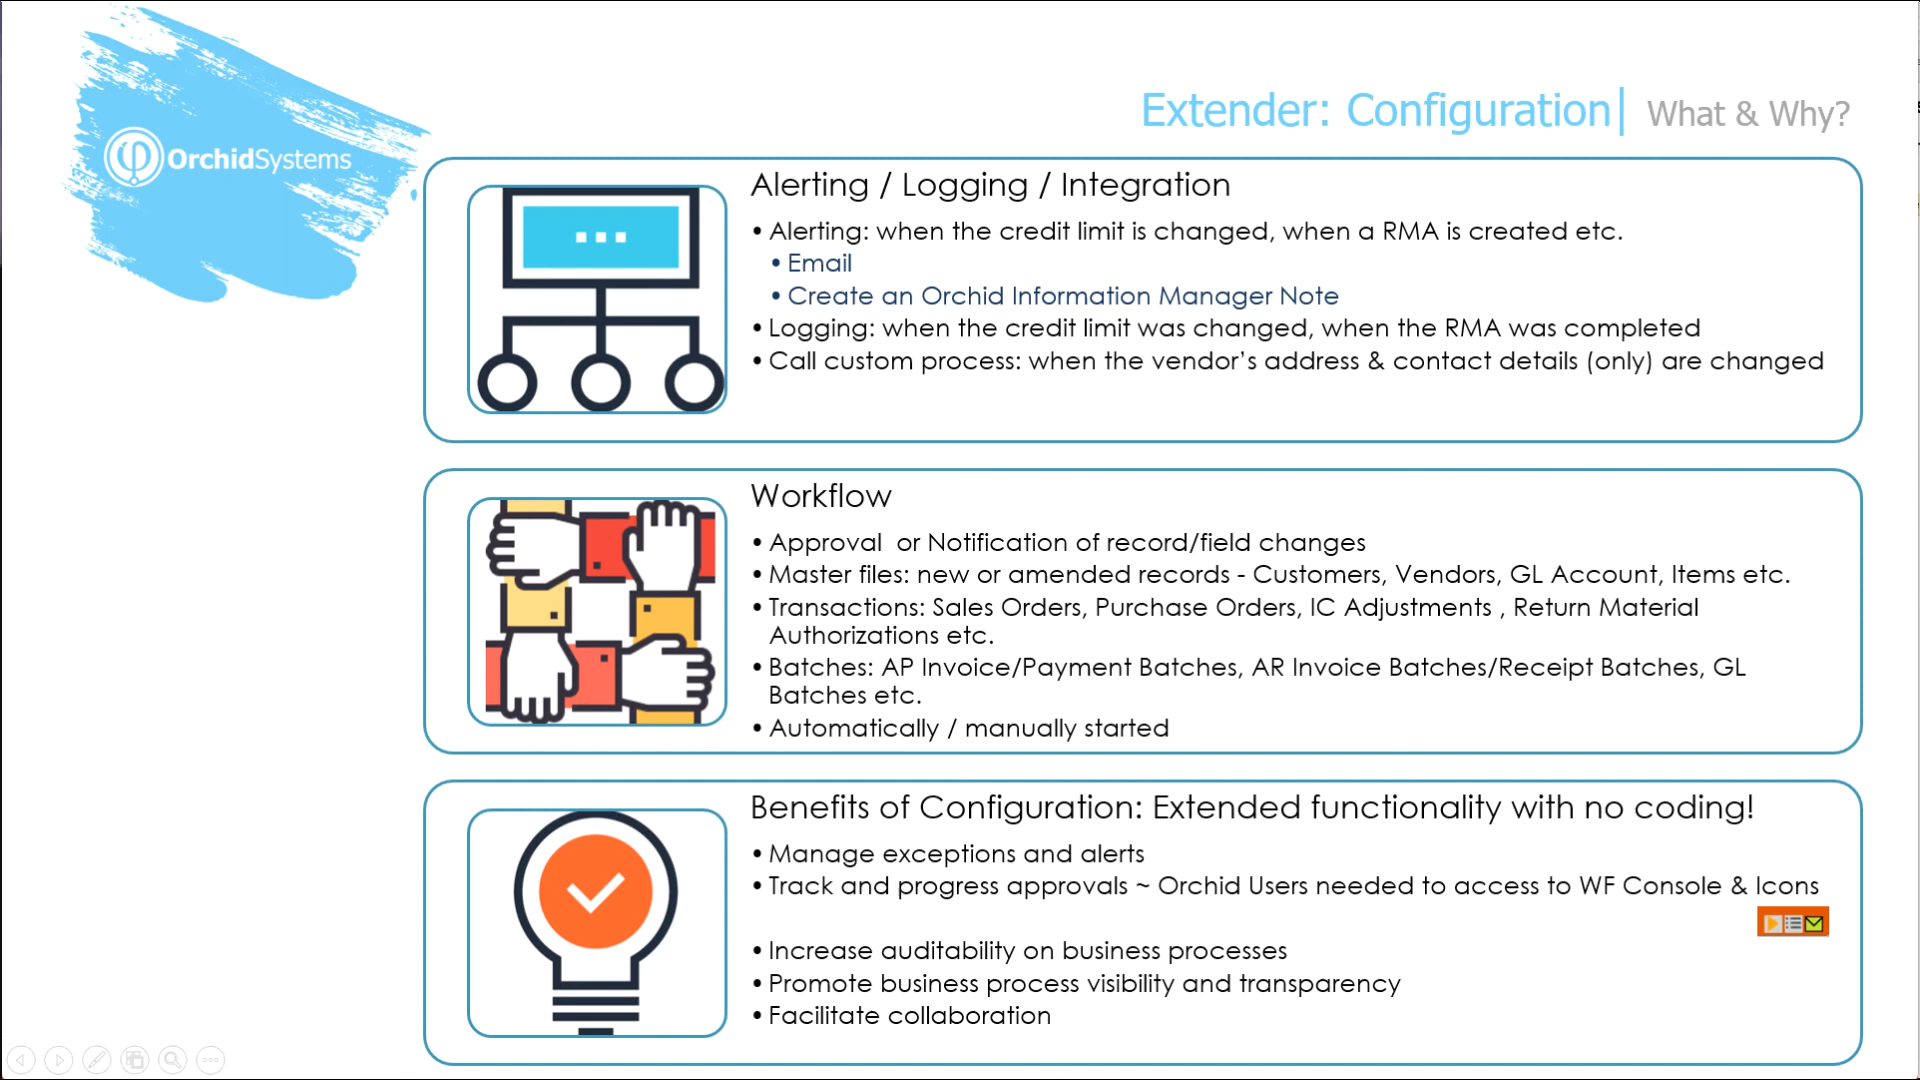 OrchidSystems
Extender: Configuration| What & Why?
Alerting / Logging / Integration
• Alerting: when the credit limit is changed, when a RMA is created etc.
• Email
• Create an Orchid Information Manager Note
• Logging: when the credit limit was changed, when the RMA was completed
• Call custom process: when the vendor’s address & contact details (only) are changed
Workflow
• Approval  or Notification of record/field changes
• Master files: new or amended records - Customers, Vendors, GL Account, Items etc.
• Transactions: Sales Orders, Purchase Orders, IC Adjustments , Return Material
Authorizations etc.
• Batches: AP Invoice/Payment Batches, AR Invoice Batches/Receipt Batches, GL
Batches etc.
• Automatically / manually started
Benefits of Configuration: Extended functionality with no coding!
• Manage exceptions and alerts
• Track and progress approvals ~ Orchid Users needed to access to WF Console & Icons
• Increase auditability on business processes
• Promote business process visibility and transparency
• Facilitate collaboration